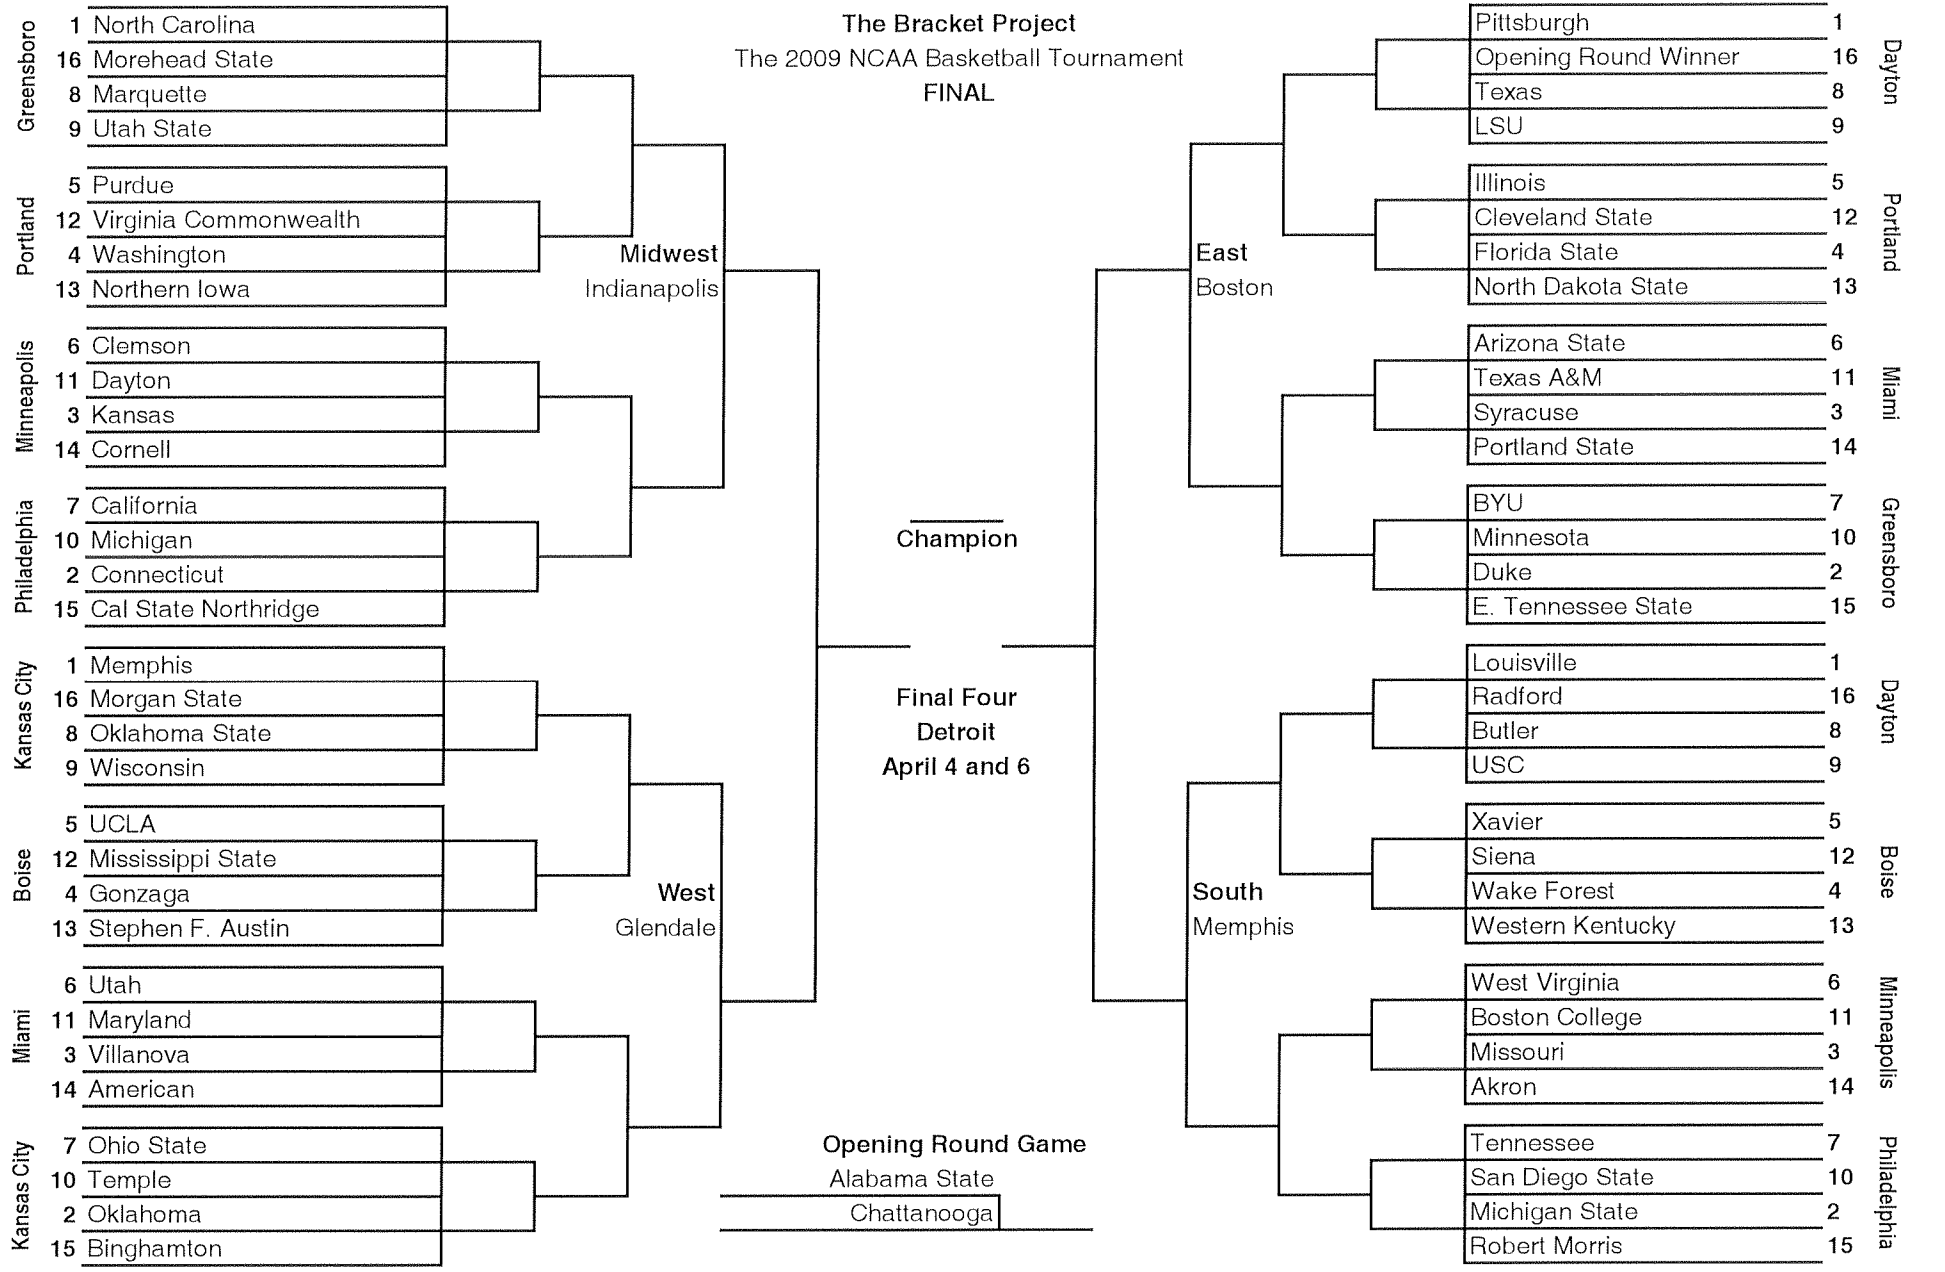 The Bracket Project
The 2009 NCAA Basketball Tournament
FINAL
Greensboro
1 North Carolina
16 Morehead State
8 Marquette
9 Utah State
Portland
5 Purdue
12 Virginia Commonwealth
4 Washington
13 Northern Iowa
Minneapolis
6 Clemson
11 Dayton
3 Kansas
14 Cornell
Philadelphia
7 California
10 Michigan
2 Connecticut
15 Cal State Northridge
Midwest
Indianapolis
Kansas City
1 Memphis
16 Morgan State
8 Oklahoma State
9 Wisconsin
Boise
5 UCLA
12 Mississippi State
4 Gonzaga
13 Stephen F. Austin
Miami
6 Utah
11 Maryland
3 Villanova
14 American
Kansas City
7 Ohio State
10 Temple
2 Oklahoma
15 Binghamton
West
Glendale
Champion
Final Four
Detroit
April 4 and 6
Opening Round Game
Alabama State
Chattanooga
Pittsburgh 1
Opening Round Winner 16
Texas 8
LSU 9
Dayton
Illinois 5
Cleveland State 12
Florida State 4
North Dakota State 13
Portland
East
Boston
Arizona State 6
Texas A&M 11
Syracuse 3
Portland State 14
Miami
BYU 7
Minnesota 10
Duke 2
E. Tennessee State 15
Greensboro
Louisville 1
Radford 16
Butler 8
USC 9
Dayton
Xavier 5
Siena 12
Wake Forest 4
Western Kentucky 13
Boise
South
Memphis
West Virginia 6
Boston College 11
Missouri 3
Akron 14
Minneapolis
Tennessee 7
San Diego State 10
Michigan State 2
Robert Morris 15
Philadelphia